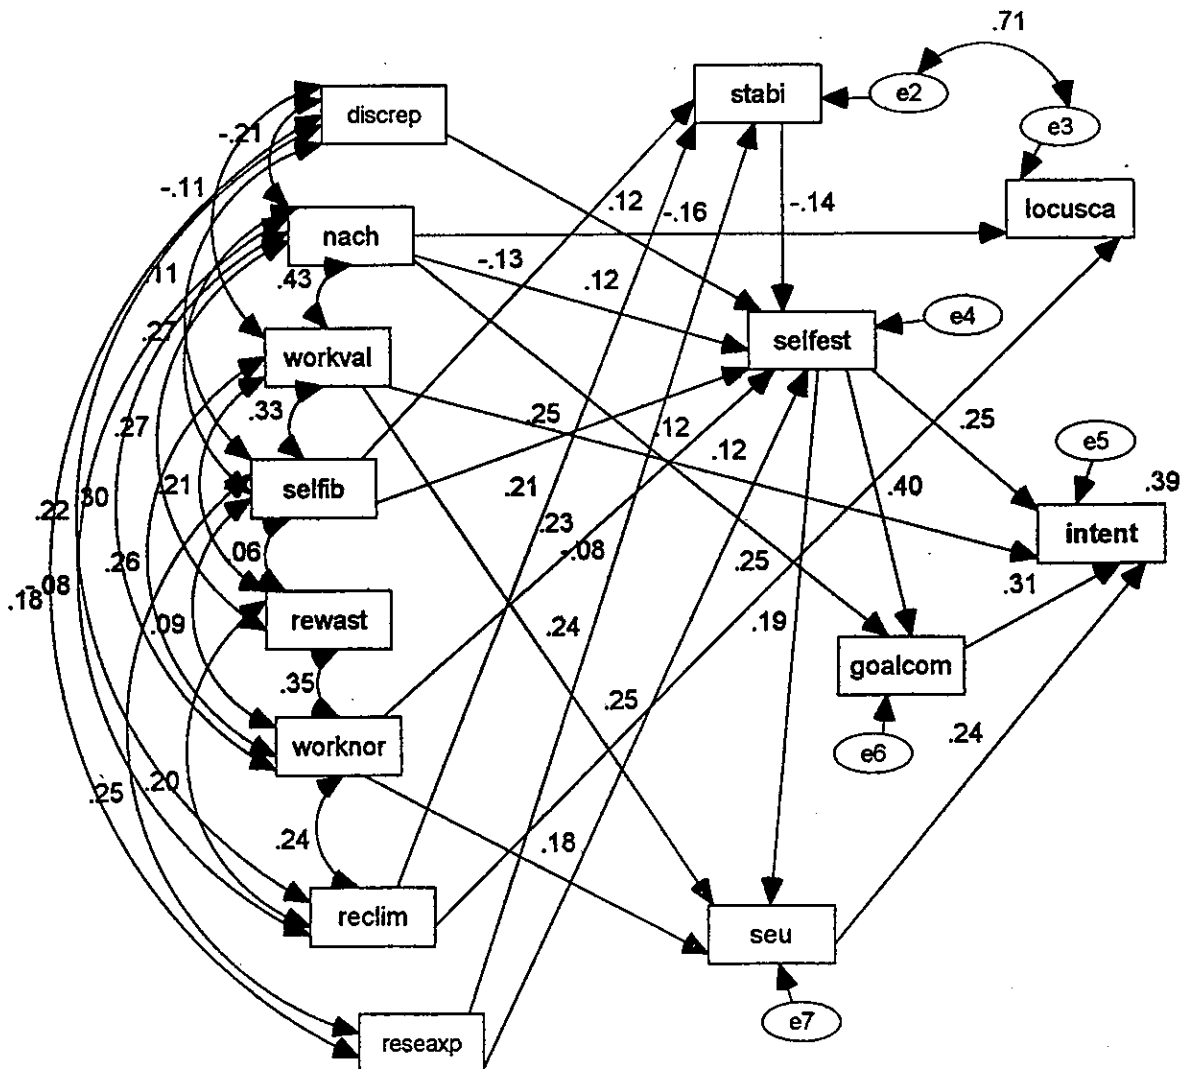 .71
stabi
e2
discrep
e3
-.21
-.11
.12
-.16
-.14
locusca
nach
-.13
.11
.43
.12
e4
.27
selfest
workval
.33
.25
.12
.12
.25
e5
.27
selfib
.21
.22
.30
.21
.40
.39
intent
.23
.06
-.08
.26
.25
.31
.18
-.08
rewast
.09
.24
.19
goalcom
.35
.25
worknor
.24
e6
.25
.20
.24
.18
reclim
seu
e7
reseaxp